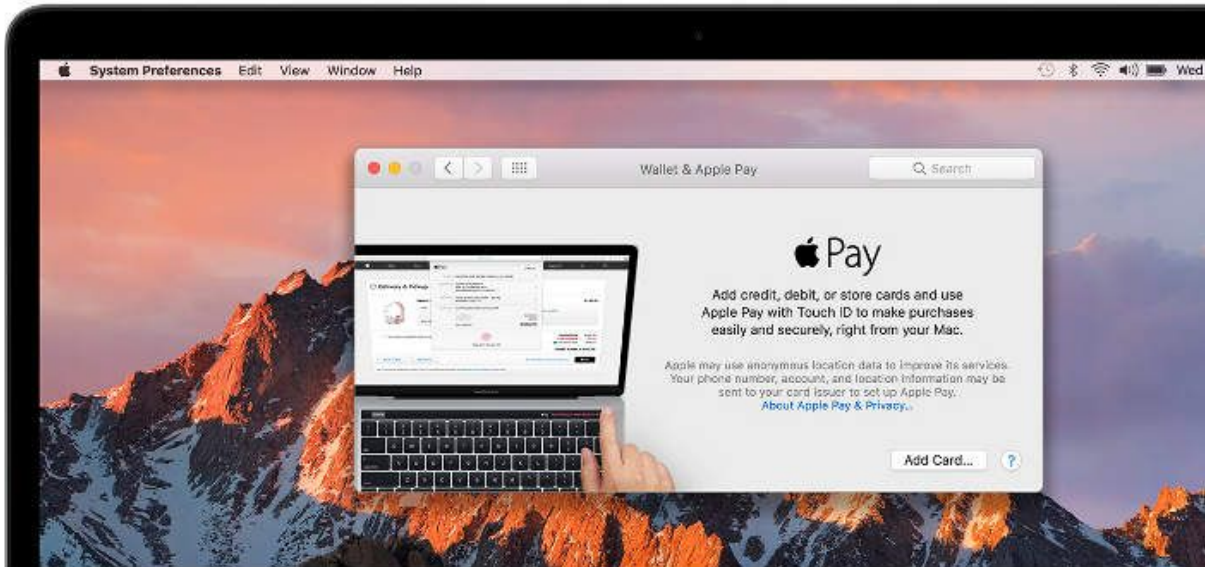 System Preferences Edit View Window Help Wed
Wallet & Apple Pay
Search
Pay
Add credit, debit, or store cards and use
Apple Pay with Touch ID to make purchases
easily and securely, right from your Mac.
Apple may use anonymous location data to improve its services.
Your phone number, account, and location information may be
sent to your card issuer to set up Apple Pay.
About Apple Pay & Privacy...
Add Card...
?
Delivery & Pickup